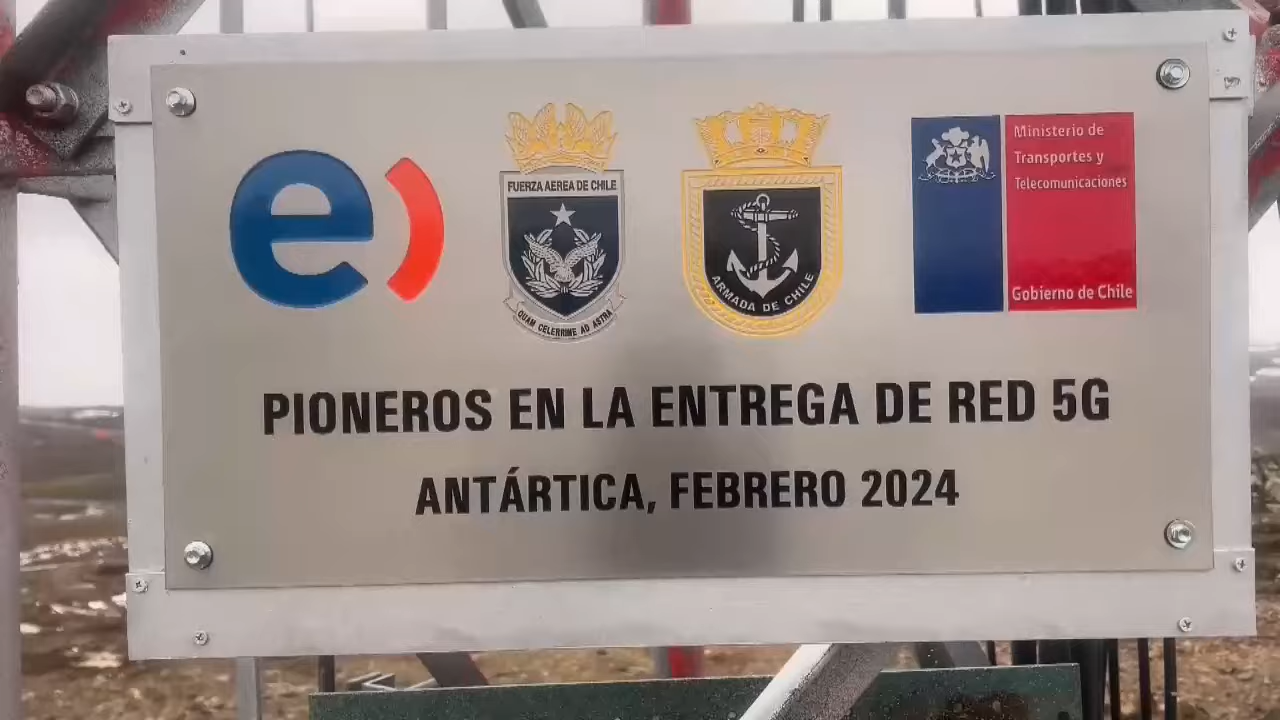 e)
FUERZA AEREA DE CHILE
QUAM CELERRIME AD ASTRA
ARMADA DE CHILE
Ministerio de
Transportes y
Telecomunicaciones
Gobierno de Chile
PIONEROS EN LA ENTREGA DE RED 5G
ANTÁRTICA, FEBRERO 2024